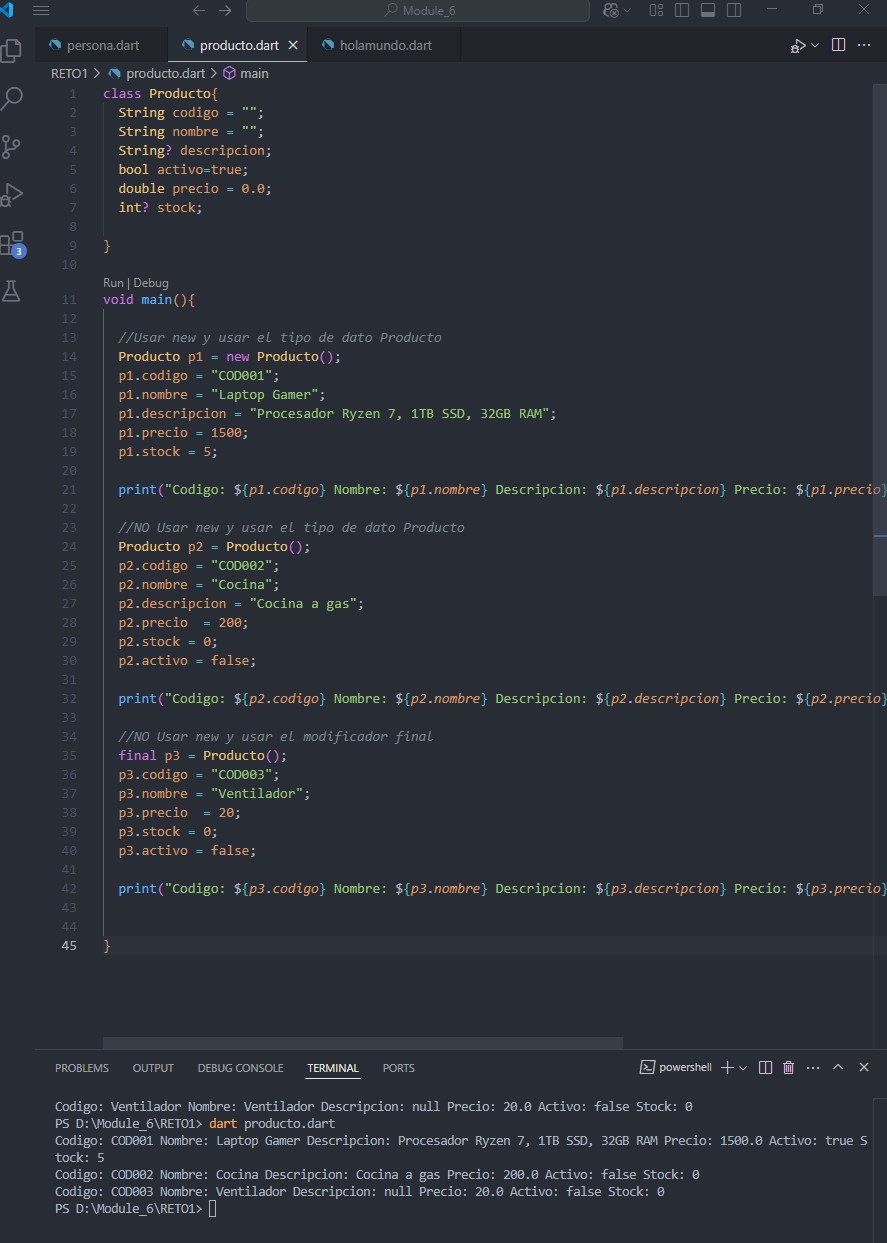 Module_6
persona.dart
producto.dart
holamundo.dart
RETO1 > producto.dart > main
1 class Producto{
2 String codigo = "";
3 String nombre = "";
4 String? descripcion;
5 bool activo=true;
6 double precio = 0.0;
7 int? stock;
8
9 }
10
Run | Debug
11 void main(){
12
13 //Usar new y usar el tipo de dato Producto
14 Producto p1 = new Producto();
15 p1.codigo = "COD001";
16 p1.nombre = "Laptop Gamer";
17 p1.descripcion = "Procesador Ryzen 7, 1TB SSD, 32GB RAM";
18 p1.precio = 1500;
19 p1.stock = 5;
20
21 print("Codigo: ${p1.codigo} Nombre: ${p1.nombre} Descripcion: ${p1.descripcion} Precio: ${p1.precio}
22
23 //NO Usar new y usar el tipo de dato Producto
24 Producto p2 = Producto();
25 p2.codigo = "COD002";
26 p2.nombre = "Cocina";
27 p2.descripcion = "Cocina a gas";
28 p2.precio  = 200;
29 p2.stock = 0;
30 p2.activo = false;
31
32 print("Codigo: ${p2.codigo} Nombre: ${p2.nombre} Descripcion: ${p2.descripcion} Precio: ${p2.precio}
33
34 //NO Usar new y usar el modificador final
35 final p3 = Producto();
36 p3.codigo = "COD003";
37 p3.nombre = "Ventilador";
38 p3.precio  = 20;
39 p3.stock = 0;
40 p3.activo = false;
41
42 print("Codigo: ${p3.codigo} Nombre: ${p3.nombre} Descripcion: ${p3.descripcion} Precio: ${p3.precio}
43
44
45 }
3
PROBLEMS OUTPUT DEBUG CONSOLE TERMINAL PORTS powershell
Codigo: Ventilador Nombre: Ventilador Descripcion: null Precio: 20.0 Activo: false Stock: 0
PS D:\Module_6\RETO1> dart producto.dart
Codigo: COD001 Nombre: Laptop Gamer Descripcion: Procesador Ryzen 7, 1TB SSD, 32GB RAM Precio: 1500.0 Activo: true S
tock: 5
Codigo: COD002 Nombre: Cocina Descripcion: Cocina a gas Precio: 200.0 Activo: false Stock: 0
Codigo: COD003 Nombre: Ventilador Descripcion: null Precio: 20.0 Activo: false Stock: 0
PS D:\Module_6\RETO1>